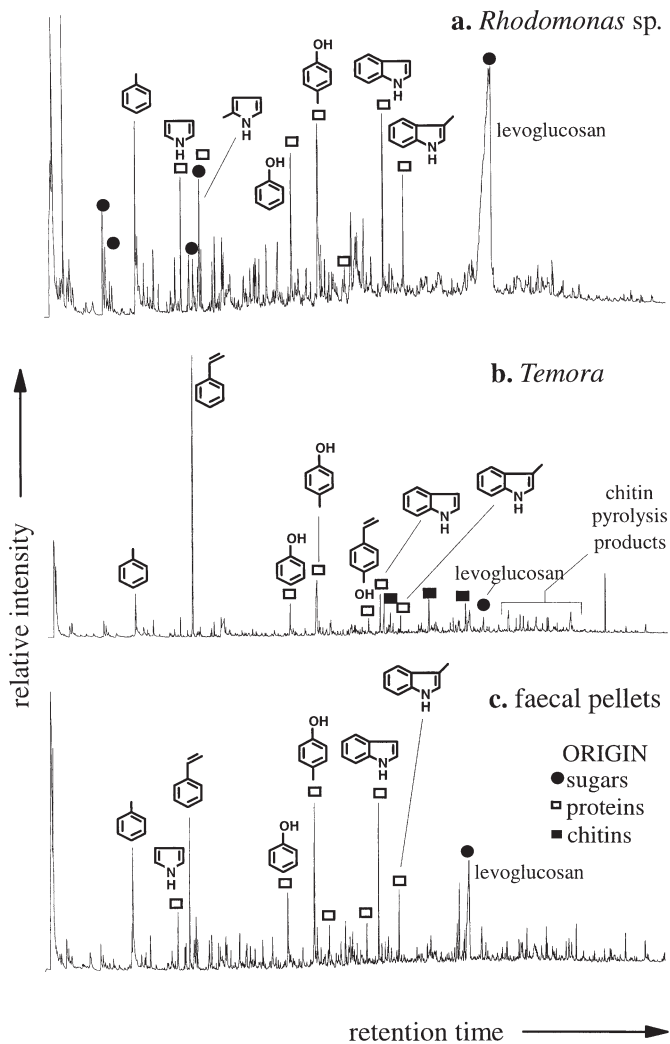 a. Rhodomonas sp.
OH
N
H
N
H
OH
N
H
N
H
levoglucosan
b. Temora
OH
OH
OH
N
H
N
H
chitin
pyrolysis
products
levoglucosan
relative intensity
c. faecal pellets
N
H
OH
N
H
OH
N
H
levoglucosan
ORIGIN
sugars
proteins
chitins
retention time